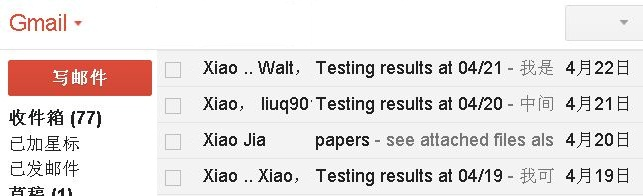 Gmail
写邮件
收件箱 (77)
已加星标
已发邮件
草稿 (1)
Xiao .. Walt, Testing results at 04/21 - 我是 4月22日
Xiao, liuq90 Testing results at 04/20 - 中间 4月21日
Xiao Jia papers - see attached files als 4月20日
Xiao .. Xiao, Testing results at 04/19 - 我可 4月19日